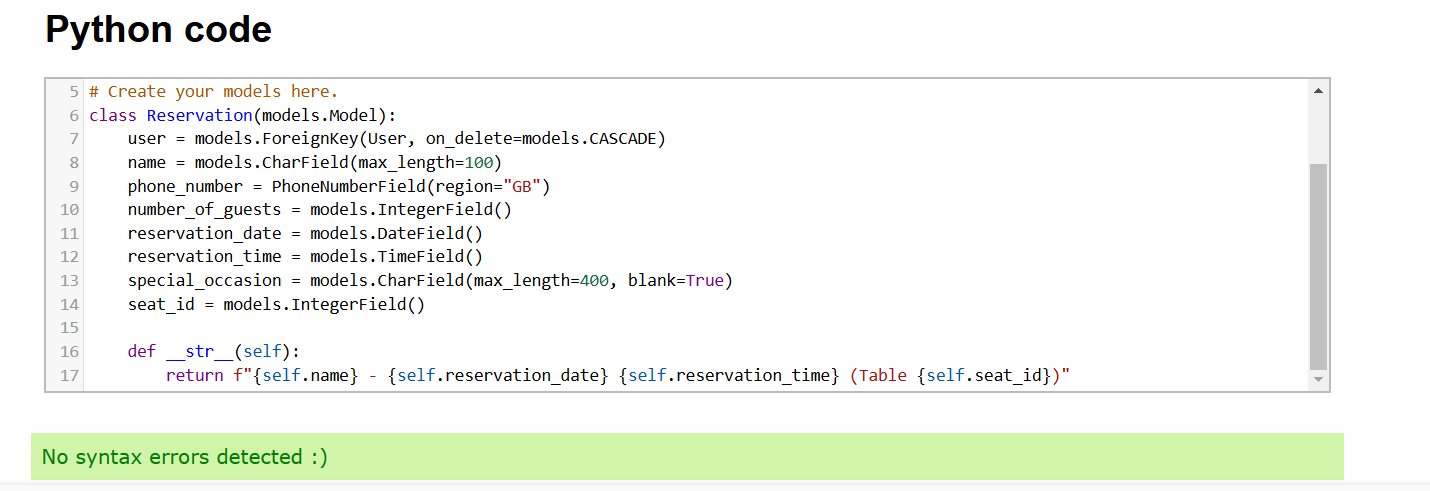 Python code
5 # Create your models here.
6 class Reservation(models.Model):
7     user = models.ForeignKey(User, on_delete=models.CASCADE)
8     name = models.CharField(max_length=100)
9     phone_number = PhoneNumberField(region="GB")
10     number_of_guests = models.IntegerField()
11     reservation_date = models.DateField()
12     reservation_time = models.TimeField()
13     special_occasion = models.CharField(max_length=400, blank=True)
14     seat_id = models.IntegerField()
15
16     def __str__(self):
17         return f"{self.name} - {self.reservation_date} {self.reservation_time} (Table {self.seat_id})"
No syntax errors detected :)